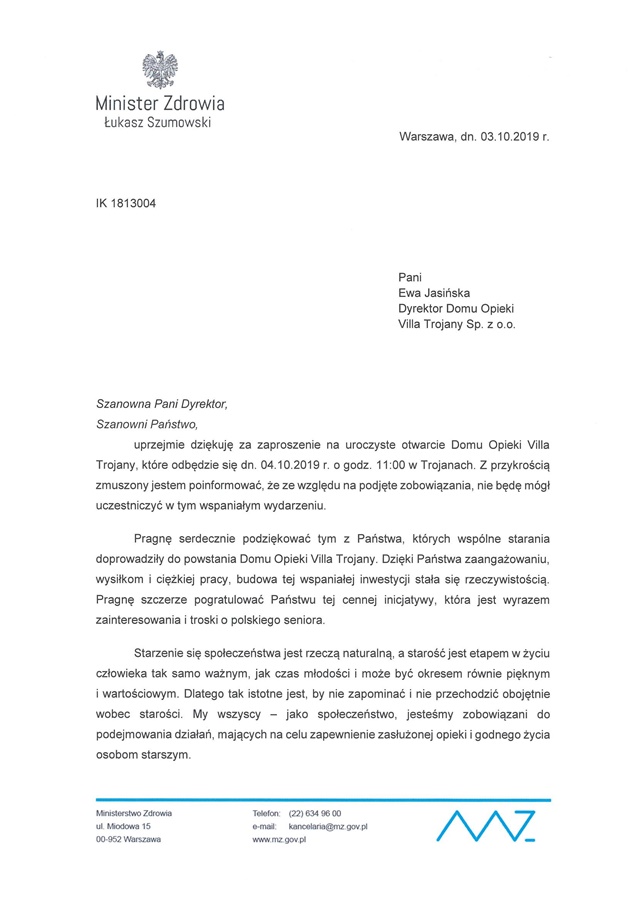 Minister Zdrowia
Łukasz Szumowski
Warszawa, dn. 03.10.2019 r.
IK 1813004
Pani
Ewa Jasińska
Dyrektor Domu Opieki
Villa Trojany Sp. z o.o.
Szanowna Pani Dyrektor,
Szanowni Państwo,
uprzejmie dziękuję za zaproszenie na uroczyste otwarcie Domu Opieki Villa
Trojany, które odbędzie się dn. 04.10.2019 r. o godz. 11:00 w Trojanach. Z przykrością
zmuszony jestem poinformować, że ze względu na podjęte zobowiązania, nie będę mógł
uczestniczyć w tym wspaniałym wydarzeniu.
Pragnę serdecznie podziękować tym z Państwa, których wspólne starania
doprowadziły do powstania Domu Opieki Villa Trojany. Dzięki Państwa zaangażowaniu,
wysiłkom i ciężkiej pracy, budowa tej wspaniałej inwestycji stała się rzeczywistością.
Pragnę szczerze pogratulować Państwu tej cennej inicjatywy, która jest wyrazem
zainteresowania i troski o polskiego seniora.
Starzenie się społeczeństwa jest rzeczą naturalną, a starość jest etapem w życiu
człowieka tak samo ważnym, jak czas młodości i może być okresem równie pięknym
i wartościowym. Dlatego tak istotne jest, by nie zapominać i nie przechodzić obojętnie
wobec starości. My wszyscy – jako społeczeństwo, jesteśmy zobowiązani do
podejmowania działań, mających na celu zapewnienie zasłużonej opieki i godnego życia
osobom starszym.
Ministerstwo Zdrowia
ul. Miodowa 15
00-952 Warszawa
Telefon: (22) 634 96 00
e-mail: kancelaria@mz.gov.pl
www.mz.gov.pl
MZ